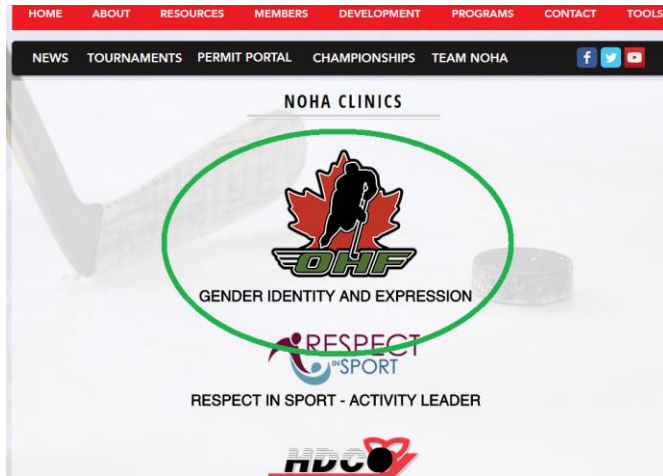 HOME ABOUT RESOURCES MEMBERS DEVELOPMENT PROGRAMS CONTACT TOOLS
NEWS TOURNAMENTS PERMIT PORTAL CHAMPIONSHIPS TEAM NOHA
NOHA CLINICS
OHF
GENDER IDENTITY AND EXPRESSION
RESPECT
IN SPORT
RESPECT IN SPORT - ACTIVITY LEADER
HDCO